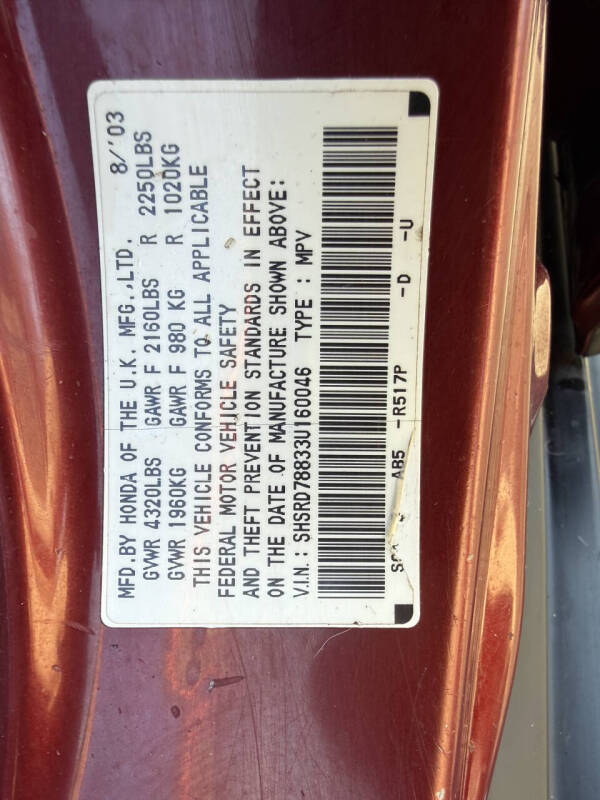 MFD.BY HONDA OF THE U.K. MFG.,LTD. 8/'03
GVWR 4320LBS GAWR F 2160LBS R 2250LBS
GVWR 1960KG GAWR F 980 KG R 1020KG
THIS VEHICLE CONFORMS TO ALL APPLICABLE
FEDERAL MOTOR VEHICLE SAFETY
AND THEFT PREVENTION STANDARDS IN EFFECT
ON THE DATE OF MANUFACTURE SHOWN ABOVE:
V.I.N.: SHSRD78833U160046 TYPE: MPV
AB5 -R517P -D -U